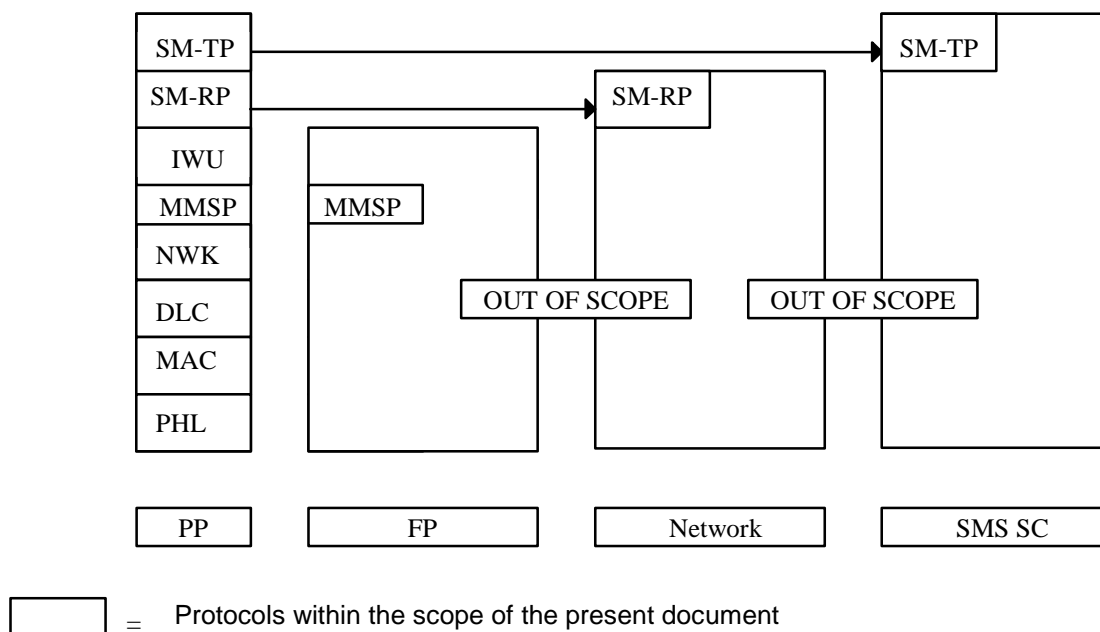 SM-TP SM-TP
SM-RP SM-RP
IWU
MMSP MMSP
NWK
OUT OF SCOPE OUT OF SCOPE
DLC
MAC
PHL
PP FP Network SMS SC
= Protocols within the scope of the present document